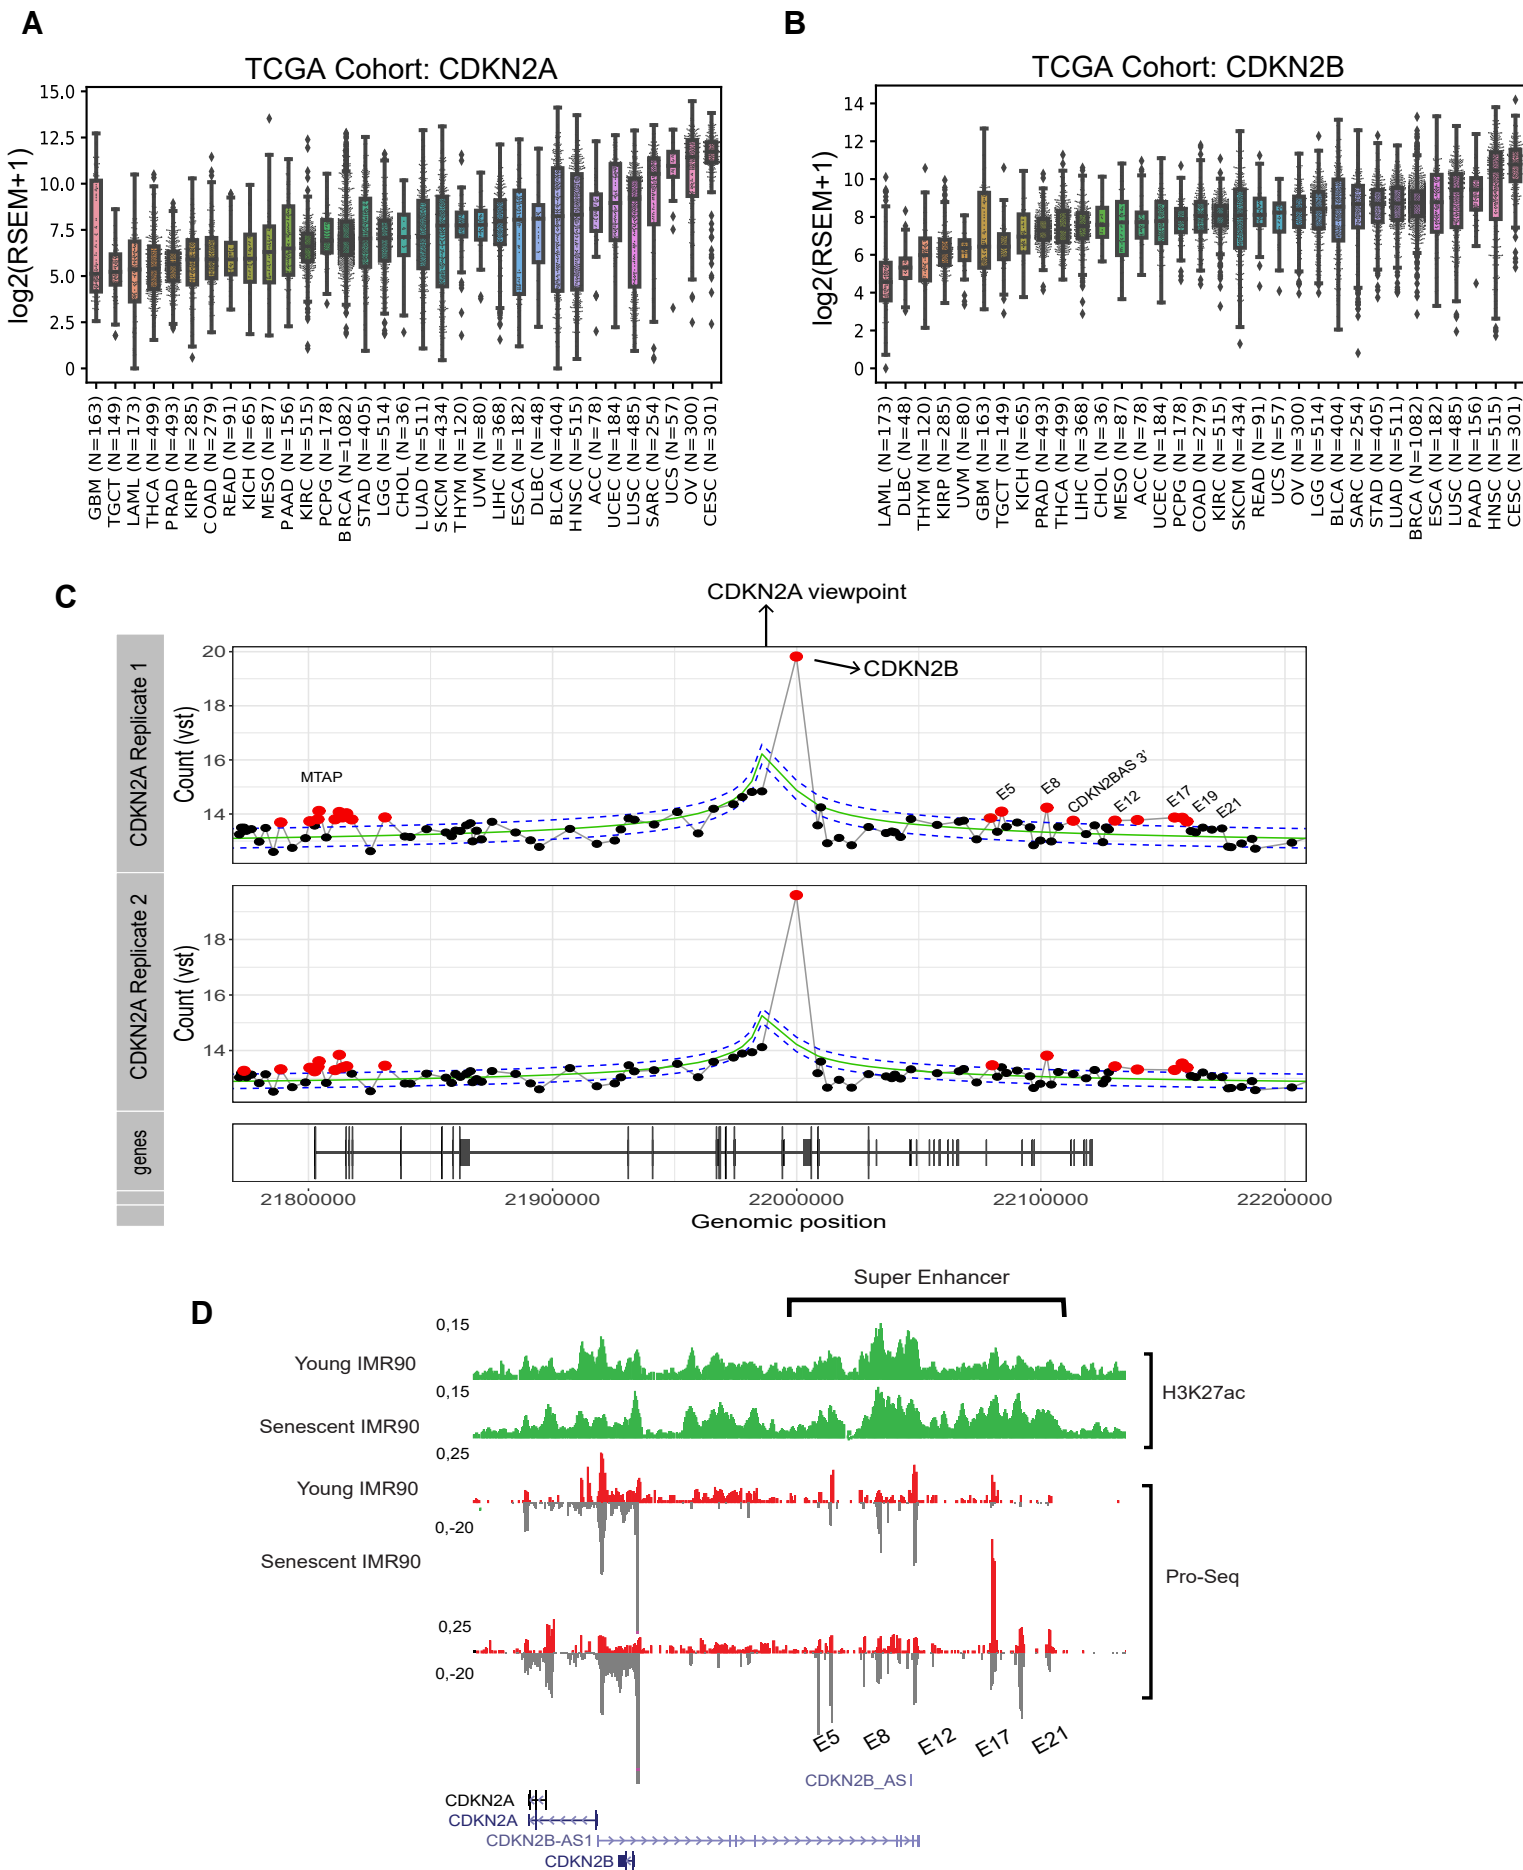 A
B
TCGA Cohort: CDKN2A
TCGA Cohort: CDKN2B
log2(RSEM+1)
15.0
12.5
10.0
7.5
5.0
2.5
0
GBM (N=163)
TGCT (N=149)
LAML (N=173)
THCA (N=499)
PRAD (N=493)
KIRP (N=285)
COAD (N=279)
READ (N=91)
KICH (N=65)
MESO (N=87)
PAAD (N=156)
KIRC (N=515)
PCPG (N=178)
BRCA (N=1082)
STAD (N=405)
LGG (N=514)
CHOL (N=36)
LUAD (N=511)
SKCM (N=434)
THYM (N=120)
UVM (N=80)
LIHC (N=368)
ESCA (N=182)
DLBC (N=48)
BLCA (N=404)
HNSC (N=515)
ACC (N=78)
UCEC (N=184)
LUSC (N=485)
SARC (N=254)
UCS (N=57)
OV (N=300)
CESC (N=301)
log2(RSEM+1)
14
12
10
8
6
4
2
0
LAML (N=173)
DLBC (N=48)
THYM (N=120)
KIRP (N=285)
UVM (N=80)
GBM (N=163)
TGCT (N=149)
KICH (N=65)
PRAD (N=493)
THCA (N=499)
LIHC (N=368)
CHOL (N=36)
MESO (N=87)
ACC (N=78)
UCEC (N=184)
PCPG (N=178)
COAD (N=279)
KIRC (N=515)
SKCM (N=434)
READ (N=91)
UCS (N=57)
OV (N=300)
LGG (N=514)
BLCA (N=404)
SARC (N=254)
STAD (N=405)
LUAD (N=511)
BRCA (N=1082)
ESCA (N=182)
LUSC (N=485)
PAAD (N=156)
HNSC (N=515)
CESC (N=301)
C
CDKN2A viewpoint
CDKN2A Replicate 1
Count (vst)
20
18
16
14
CDKN2B
MTAP
E5
E8
CDKN2BAS 3'
E12
E17
E19
E21
CDKN2A Replicate 2
Count (vst)
18
16
14
genes
21800000
21900000
22000000
22100000
22200000
Genomic position
D
Super Enhancer
0,15
Young IMR90
0,15
Senescent IMR90
H3K27ac
0,25
Young IMR90
0,-20
Senescent IMR90
Pro-Seq
0,25
0,-20
E5
E8
E12
E17
E21
CDKN2B_AS
CDKN2A
CDKN2A
CDKN2B-AS1
CDKN2B